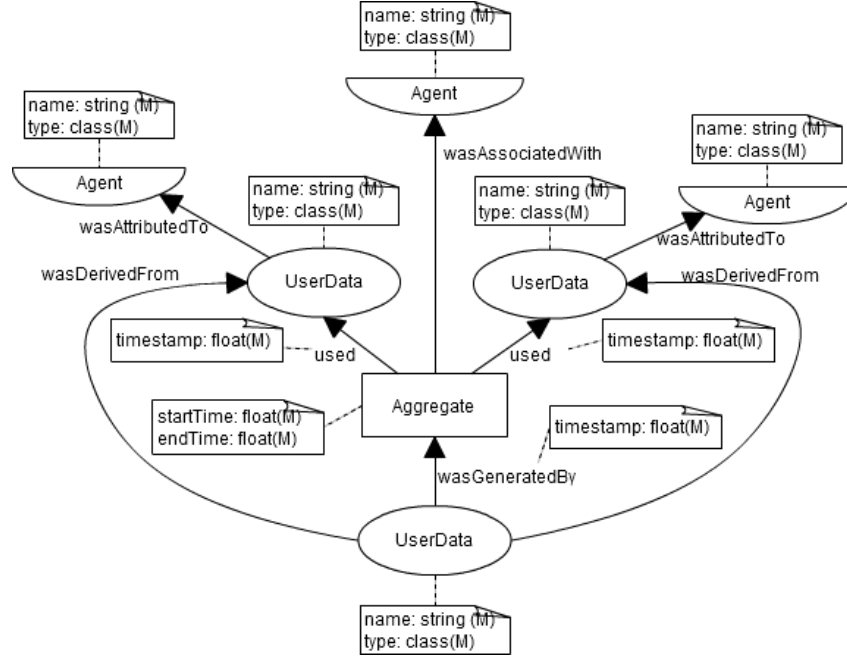 name: string (M)
type: class(M)
Agent
name: string (M)
type: class(M)
Agent
wasAssociatedWith
name: string (M)
type: class(M)
Agent
name: string (M)
type: class(M)
name: string (M)
type: class(M)
wasAttributedTo
wasAttributedTo
wasDerivedFrom
UserData
UserData
wasDerivedFrom
timestamp: float(M)
used
used
timestamp: float(M)
Aggregate
startTime: float(M)
endTime: float(M)
timestamp: float(M)
wasGeneratedBy
UserData
name: string (M)
type: class(M)